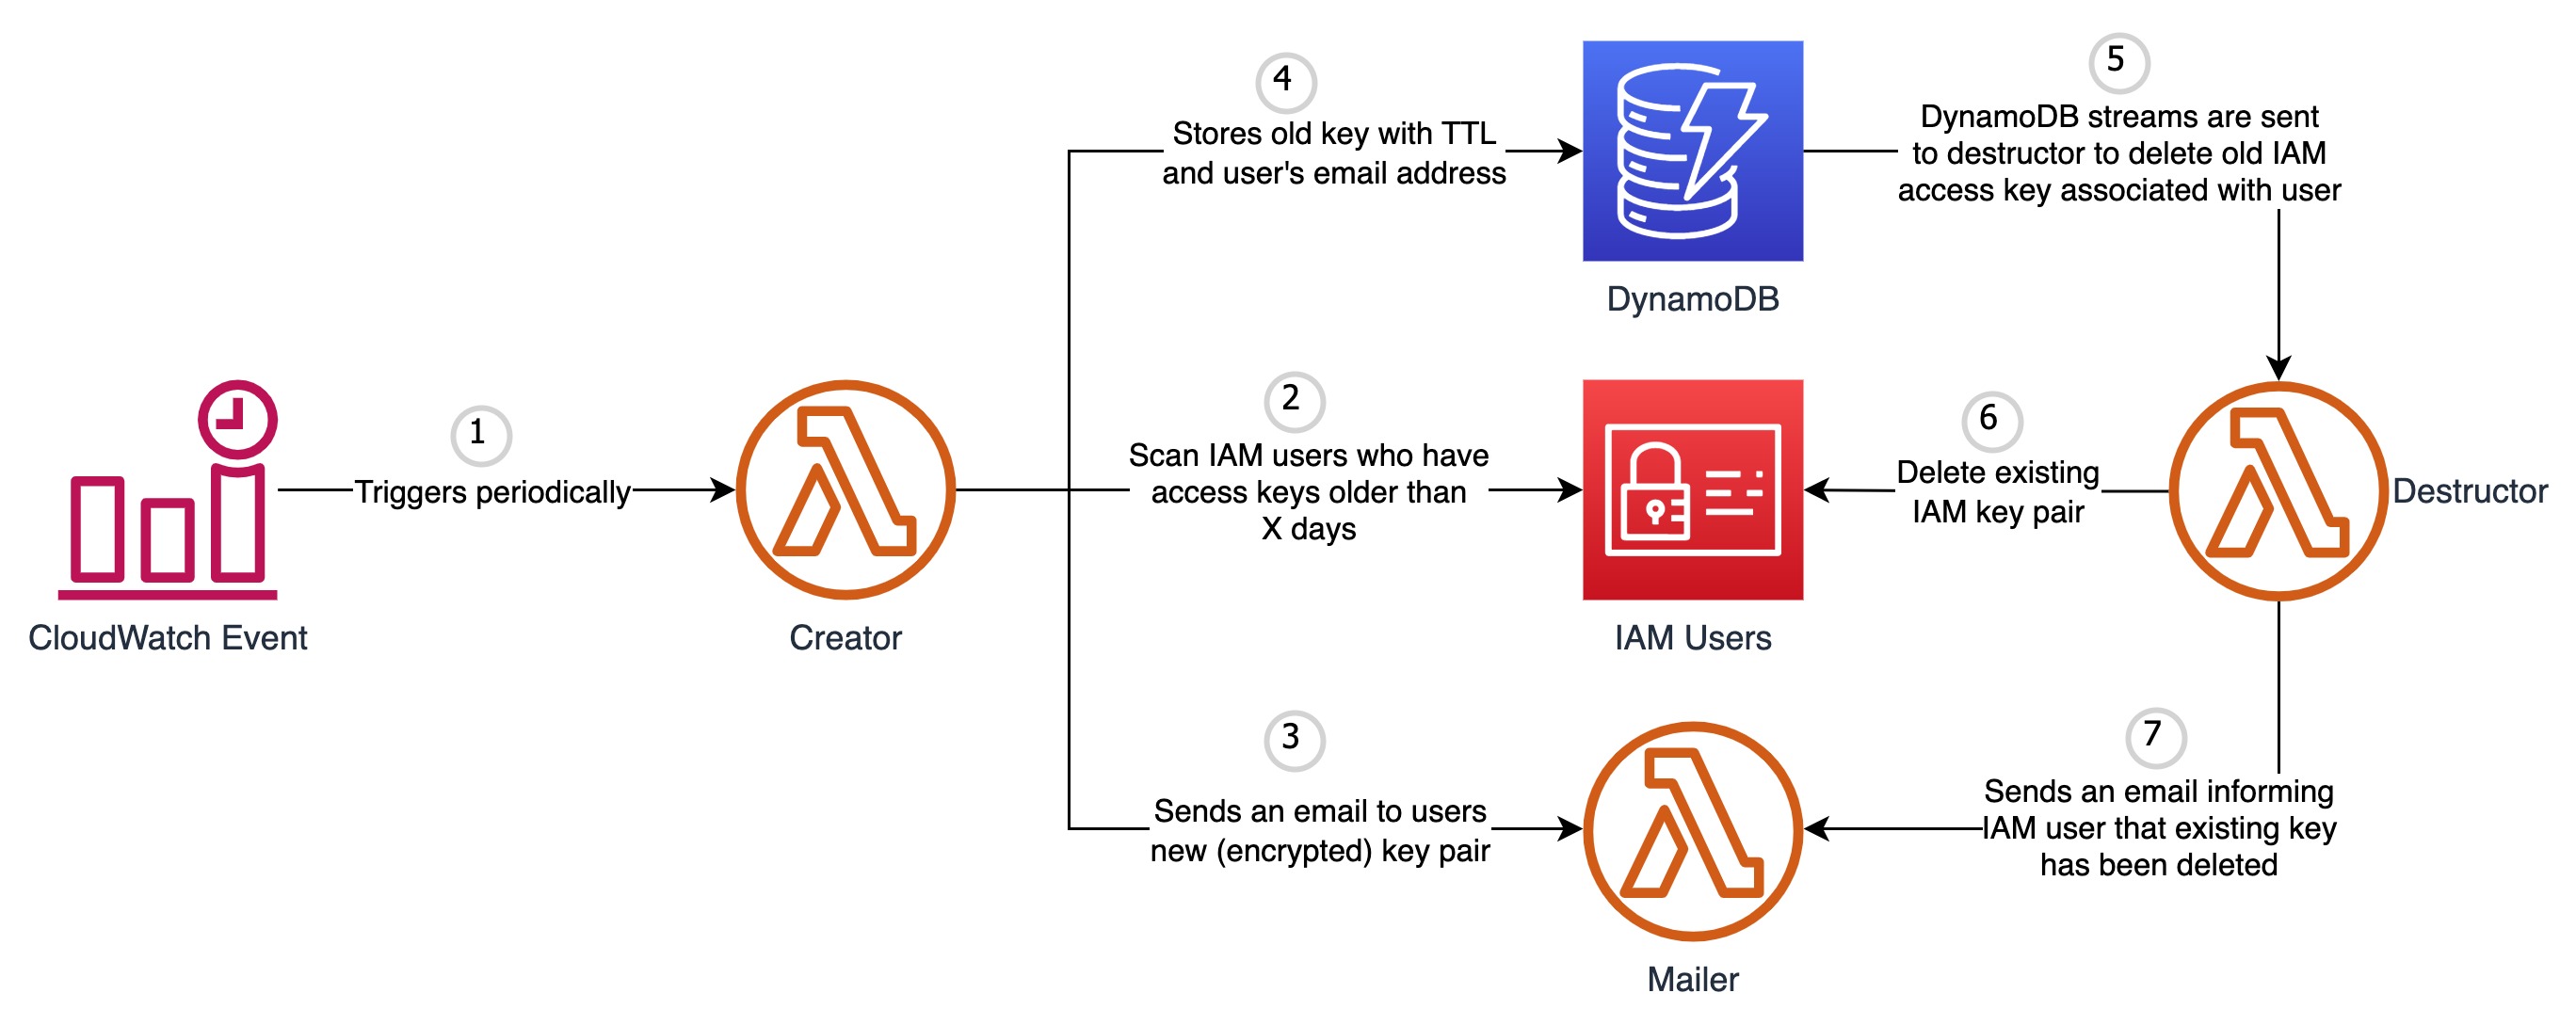 1
Triggers periodically
CloudWatch Event
Creator
4
Stores old key with TTL
and user's email address
DynamoDB
5
DynamoDB streams are sent
to destructor to delete old IAM
access key associated with user
2
Scan IAM users who have
access keys older than
X days
IAM Users
6
Delete existing
IAM key pair
Destructor
3
Sends an email to users
new (encrypted) key pair
Mailer
7
Sends an email informing
IAM user that existing key
has been deleted